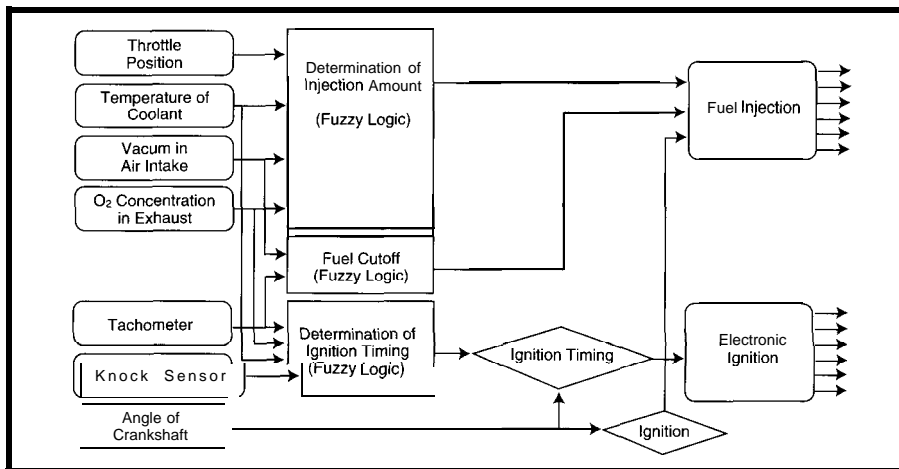 Throttle
Position
Temperature of
Coolant
Vacum in
Air Intake
O₂ Concentration
in Exhaust
Tachometer
Knock Sensor
Angle of
Crankshaft
Determination of
Injection Amount
(Fuzzy Logic)
Fuel Cutoff
(Fuzzy Logic)
Determination of
Ignition Timing
(Fuzzy Logic)
Ignition Timing
Ignition
Fuel Injection
Electronic
Ignition